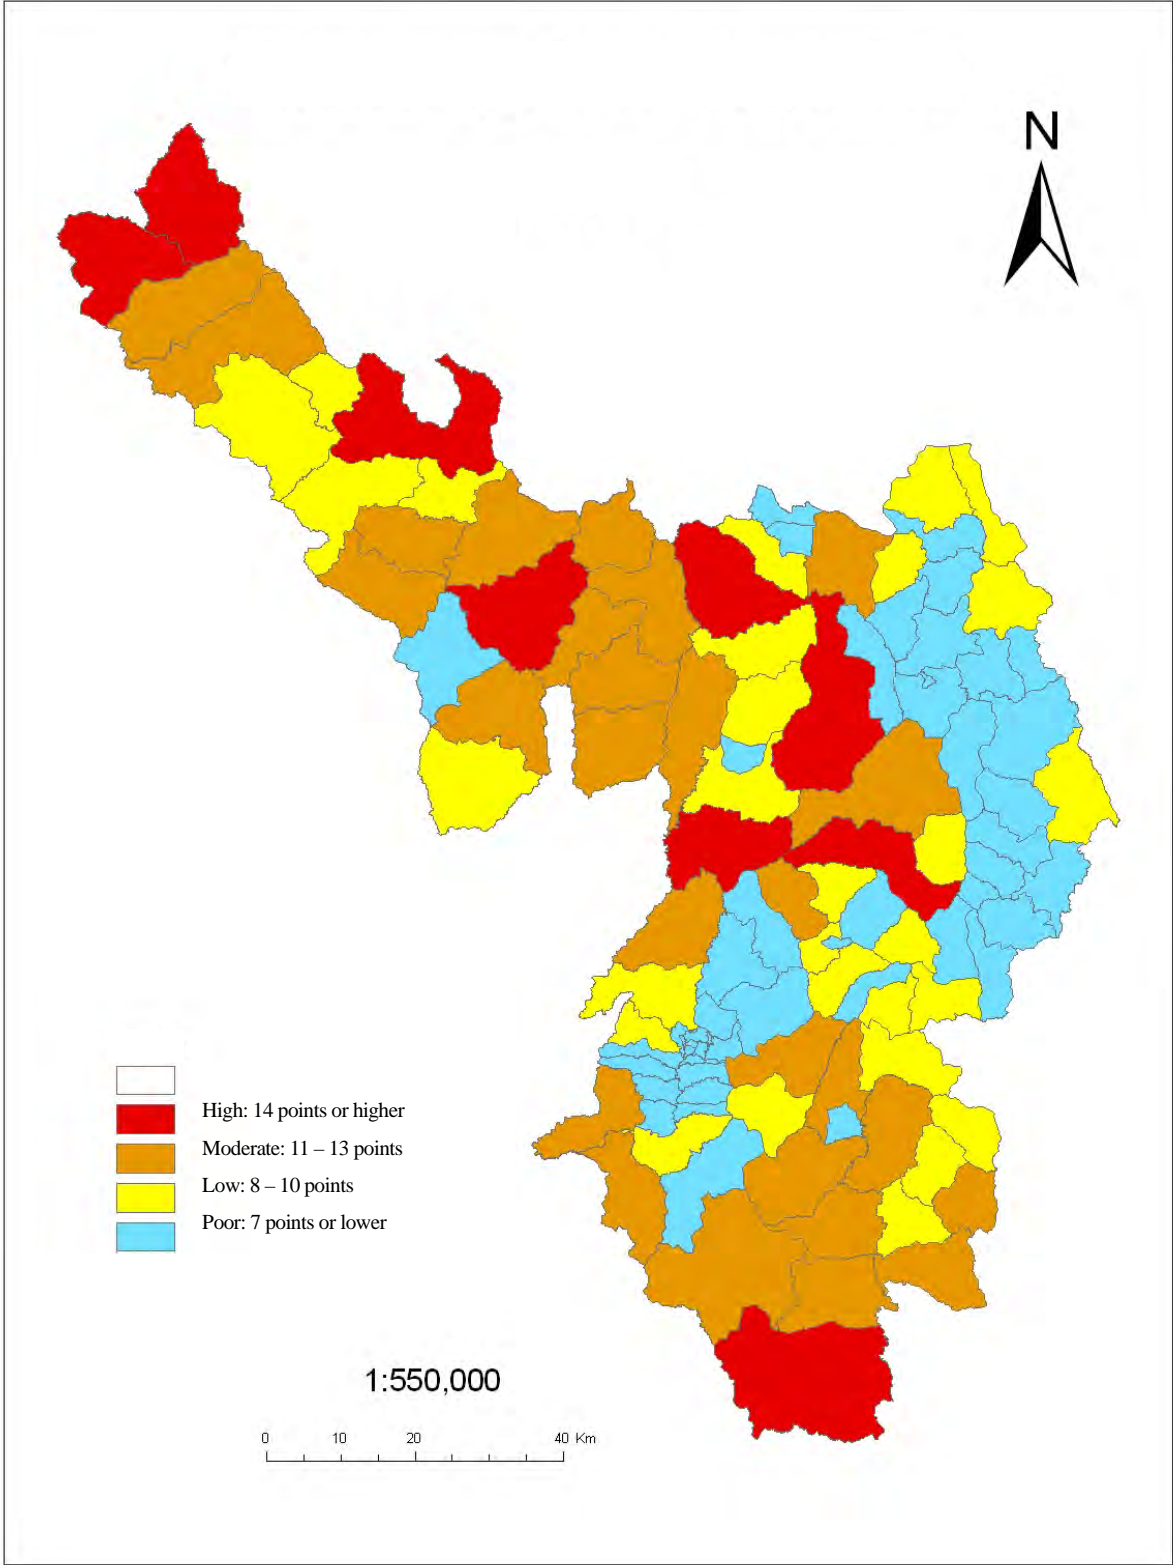 N
High: 14 points or higher
Moderate: 11 – 13 points
Low: 8 – 10 points
Poor: 7 points or lower
1:550,000
0 10 20 40 Km